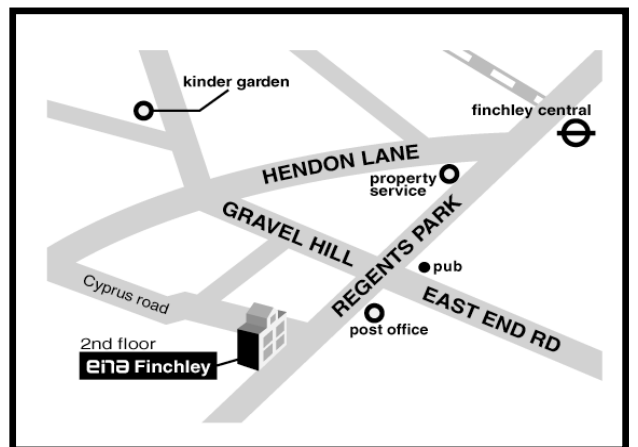 kinder garden
finchley central
HENDON LANE
property
service
GRAVEL HILL
REGENTS PARK
pub
EAST END RD
Cyprus road
post office
2nd floor
ena Finchley